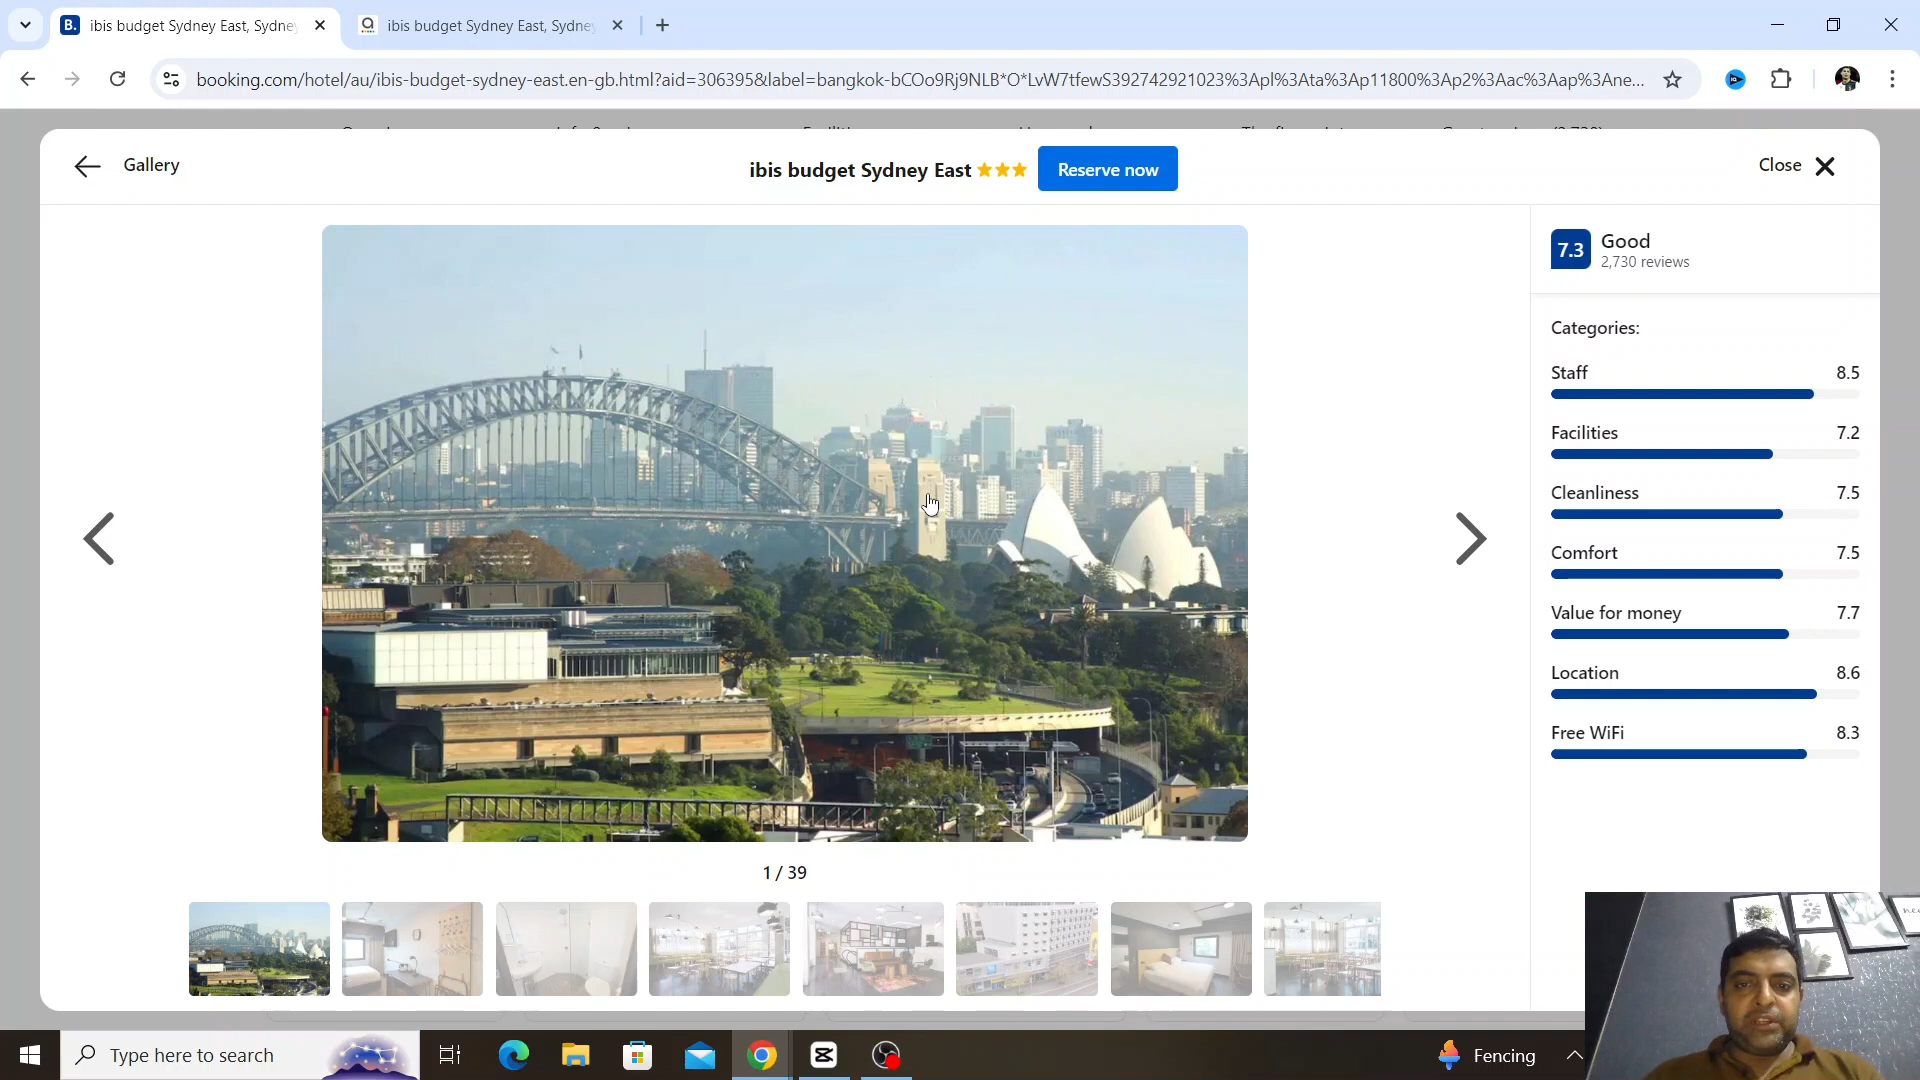 B. ibis budget Sydney East, Sydney
ibis budget Sydney East, Sydne
booking.com/hotel/au/ibis-budget-sydney-east.en-gb.html?aid=306395&label=bangkok-bCOo9Rj9NLB*O*LvW7tfewS392742921023%3Apl%3Ata%3Ap11800%3Ap2%3Aac%3Aap%3Ane...
Gallery
ibis budget Sydney East
Reserve now
Close
7.3
Good
2,730 reviews
Categories:
Staff 8.5
Facilities 7.2
Cleanliness 7.5
Comfort 7.5
Value for money 7.7
Location 8.6
Free WiFi 8.3
1 / 39
Type here to search
Fencing